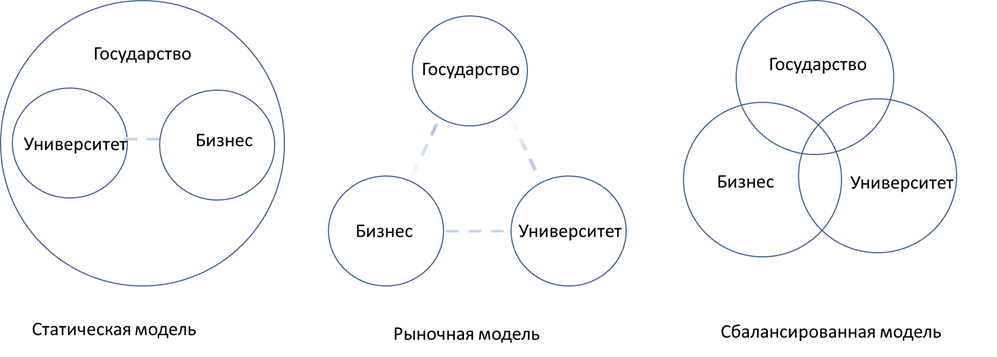 Государство
Университет
Бизнес
Статическая модель
Государство
Бизнес
Университет
Рыночная модель
Государство
Бизнес
Университет
Сбалансированная модель